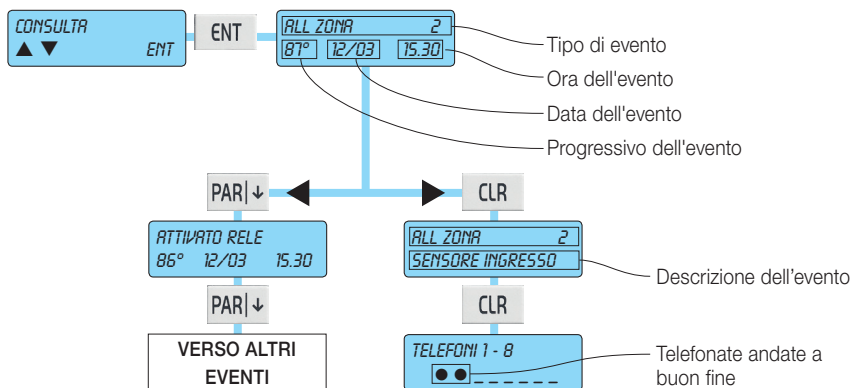 CONSULTA
▲ ▼ ENT
ENT
ALL ZONA 2
87° 12/03 15.30
Tipo di evento
Ora dell'evento
Data dell'evento
Progressivo dell'evento
PAR|↓
CLR
ATTIVATO RELE
86° 12/03 15.30
ALL ZONA 2
SENSORE INGRESSO
Descrizione dell'evento
PAR|↓
CLR
VERSO ALTRI
EVENTI
TELEFONI 1 - 8
●● _ _ _ _ _ _
Telefonate andate a
buon fine